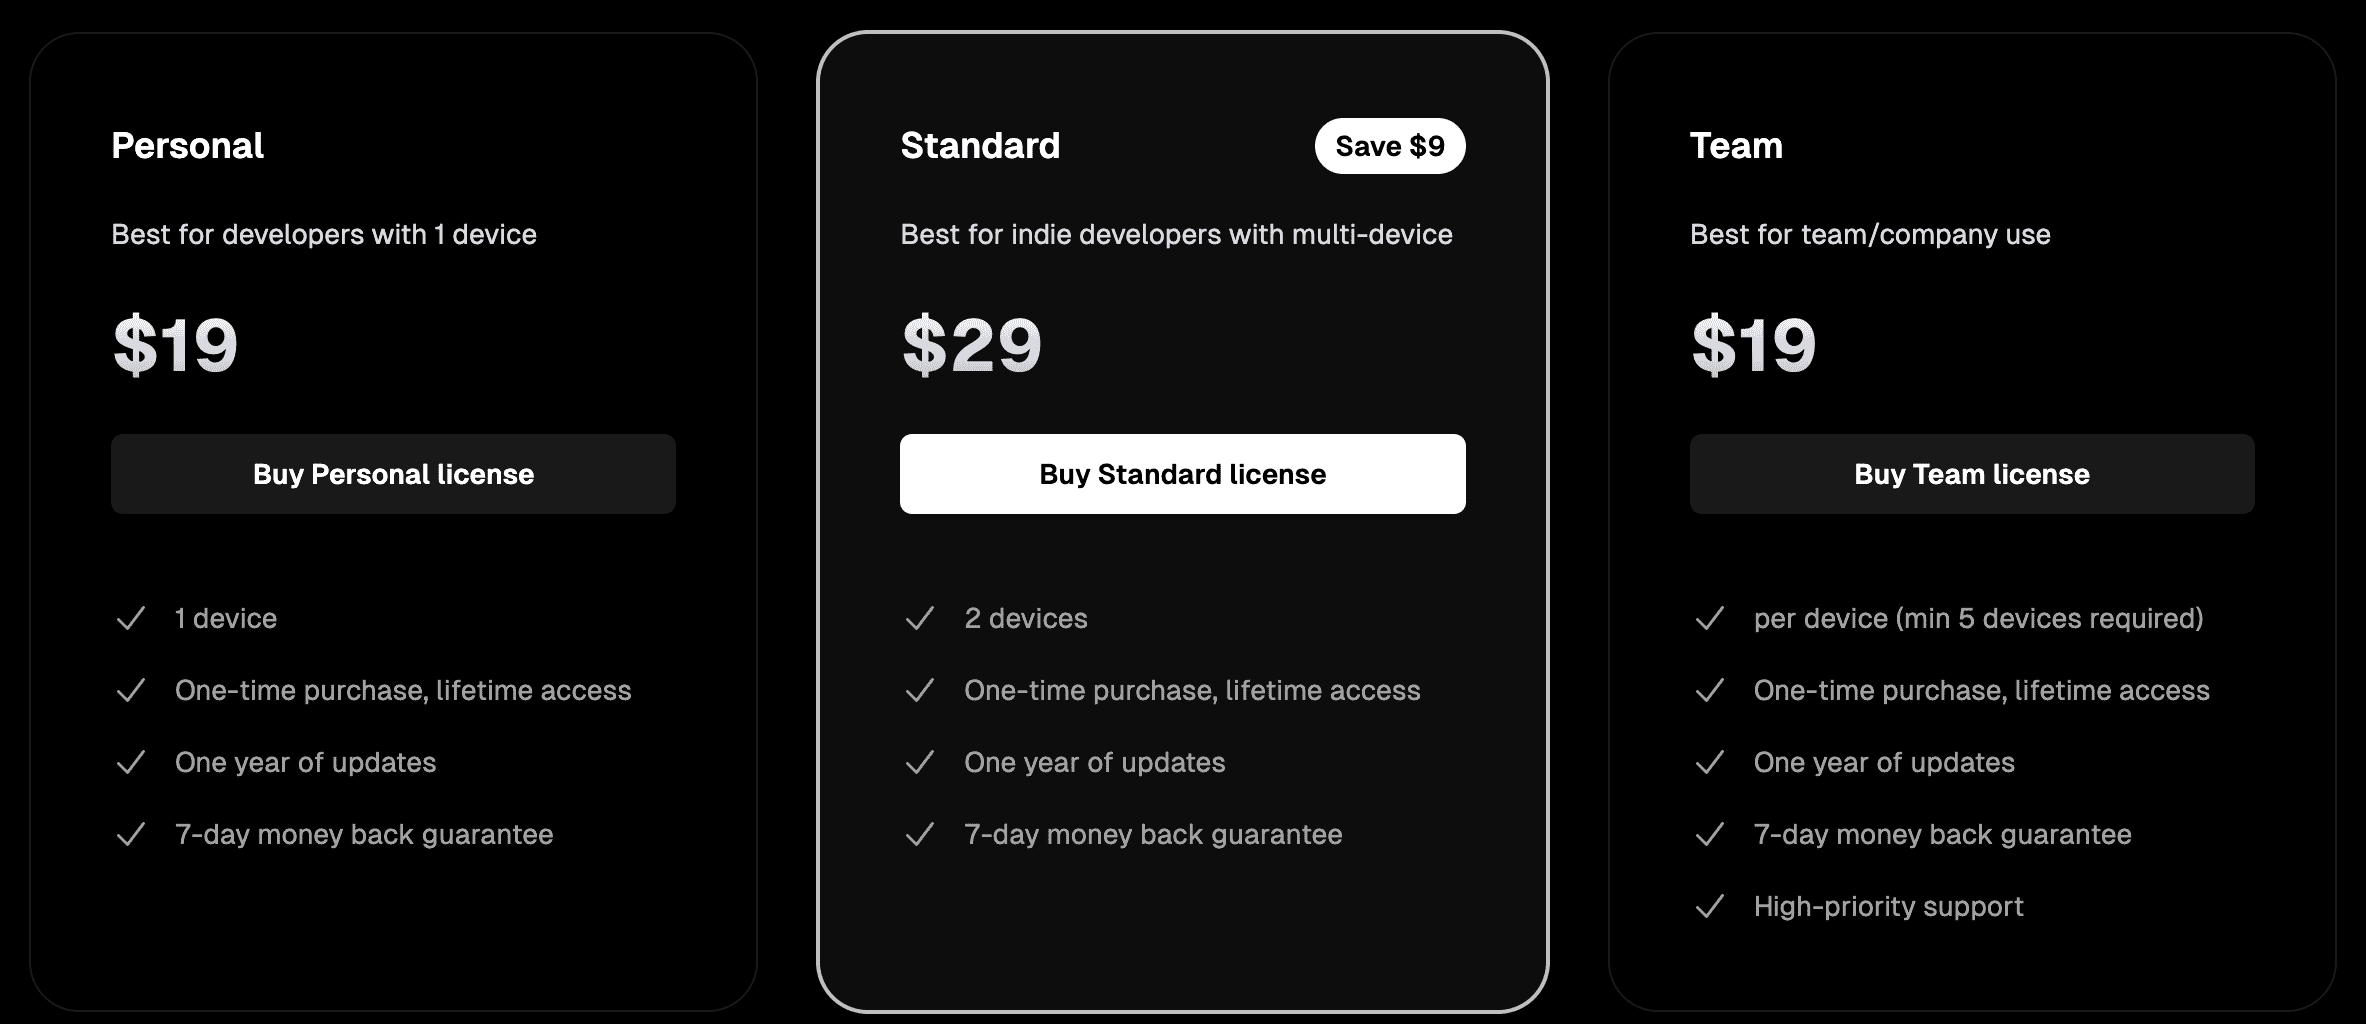 Personal
Best for developers with 1 device
$19
Buy Personal license
1 device
One-time purchase, lifetime access
One year of updates
7-day money back guarantee
Standard
Save $9
Best for indie developers with multi-device
$29
Buy Standard license
2 devices
One-time purchase, lifetime access
One year of updates
7-day money back guarantee
Team
Best for team/company use
$19
Buy Team license
per device (min 5 devices required)
One-time purchase, lifetime access
One year of updates
7-day money back guarantee
High-priority support